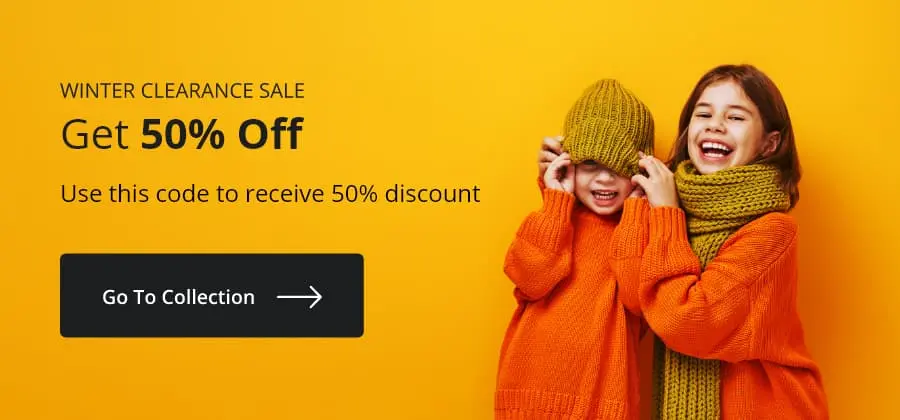 WINTER CLEARANCE SALE
Get 50% Off
Use this code to receive 50% discount
Go To Collection